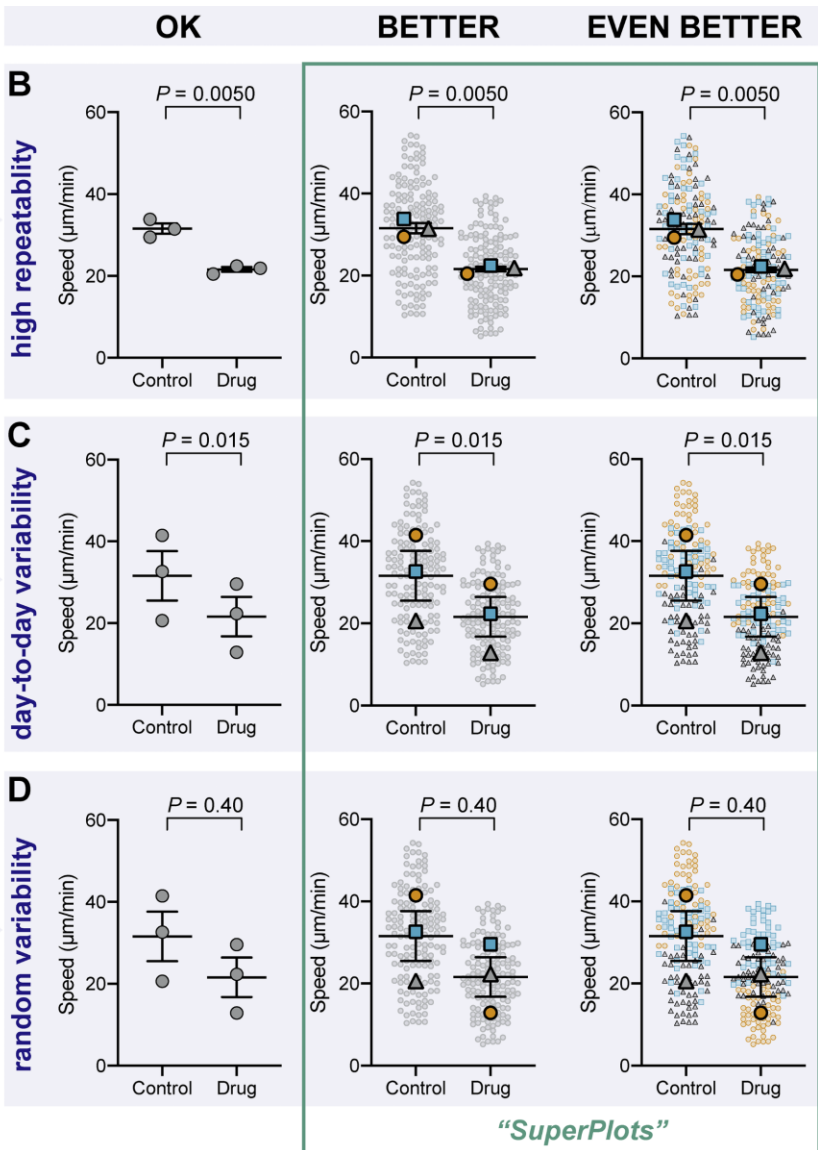 OK BETTER EVEN BETTER
B
high repeatablity
P = 0.0050
Speed (μm/min)
60
40
20
0
Control Drug
P = 0.0050
Speed (μm/min)
60
40
20
0
Control Drug
P = 0.0050
Speed (μm/min)
60
40
20
0
Control Drug
C
day-to-day variability
P = 0.015
Speed (μm/min)
60
40
20
0
Control Drug
P = 0.015
Speed (μm/min)
60
40
20
0
Control Drug
P = 0.015
Speed (μm/min)
60
40
20
0
Control Drug
D
random variability
P = 0.40
Speed (μm/min)
60
40
20
0
Control Drug
P = 0.40
Speed (μm/min)
60
40
20
0
Control Drug
P = 0.40
Speed (μm/min)
60
40
20
0
Control Drug
“SuperPlots”